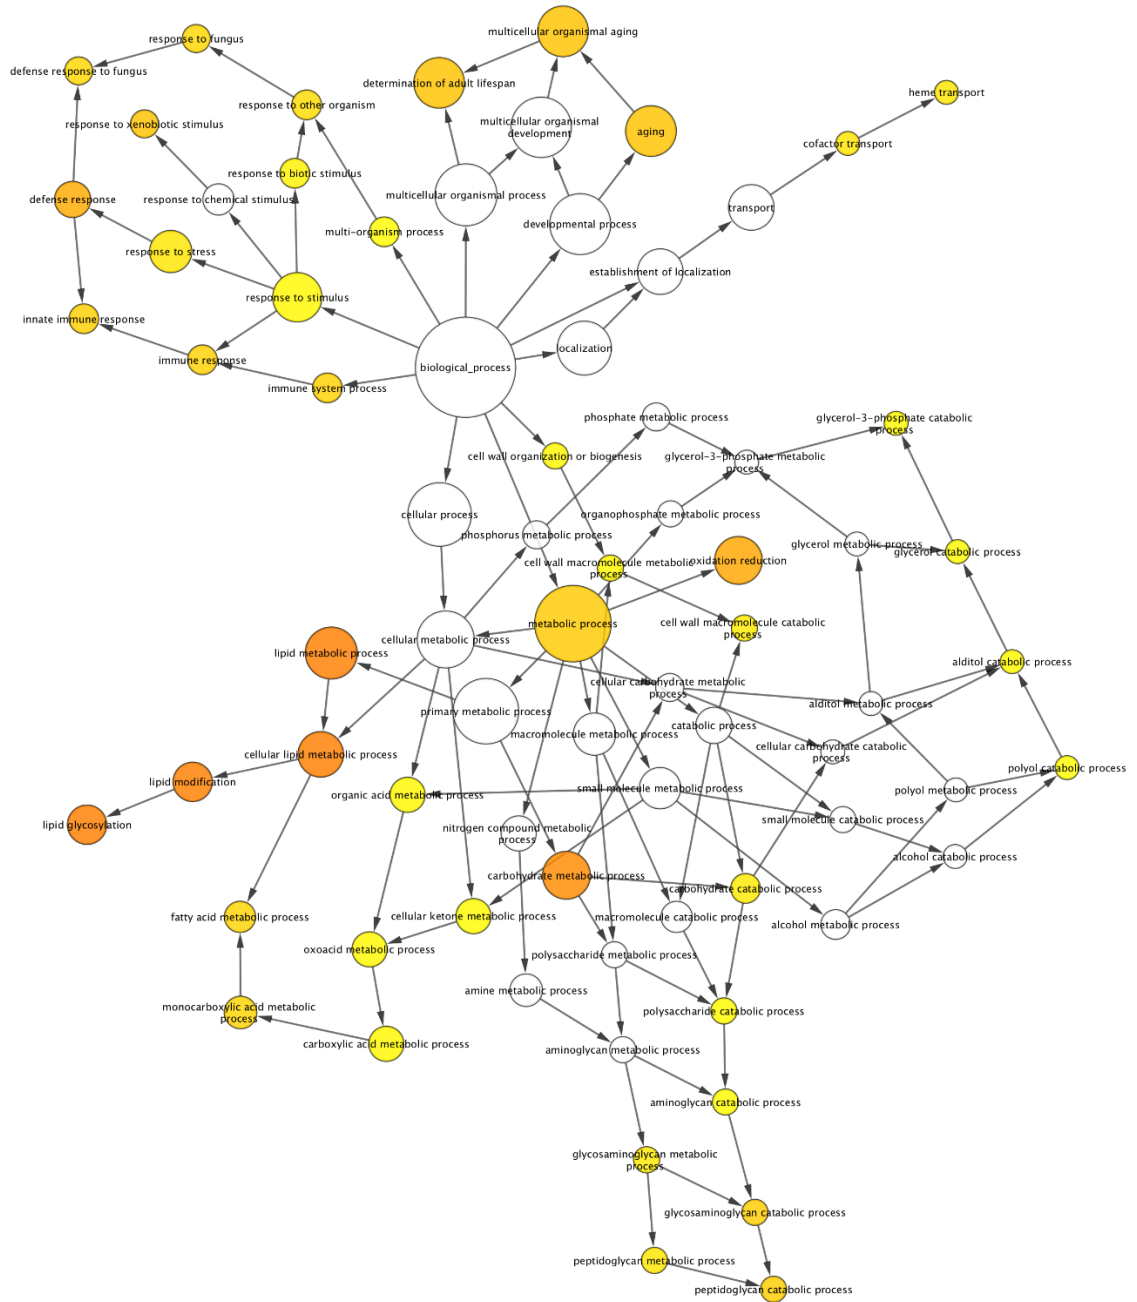 multicellular organismal aging
response to fungus
defense response to fungus
determination of adult lifespan
heme transport
response to other organism
response to xenobiotic stimulus
multicellular organismal
development
aging
cofactor transport
response to biotic stimulus
multicellular organismal process
defense response
response to chemical stimulus
transport
developmental process
multi-organism process
response to stress
establishment of localization
response to stimulus
innate immune response
localization
immune response
biological_process
immune system process
phosphate metabolic process
glycerol-3-phosphate catabolic
process
cell wall organization or biogenesis
glycerol-3-phosphate metabolic
process
cellular process
organophosphate metabolic process
phosphorus metabolic process
glycerol metabolic process
glycerol catabolic process
cell wall macromolecule metabolic
process
oxidation reduction
metabolic process
cell wall macromolecule catabolic
process
cellular metabolic process
lipid metabolic process
alditol catabolic process
cellular carbohydrate metabolic
process
alditol metabolic process
primary metabolic process
catabolic process
macromolecule metabolic process
cellular carbohydrate catabolic
process
cellular lipid metabolic process
polyol catabolic process
lipid modification
small molecule metabolic process
polyol metabolic process
organic acid metabolic process
small molecule catabolic process
lipid glycosylation
nitrogen compound metabolic
process
alcohol catabolic process
carbohydrate metabolic process
carbohydrate catabolic process
fatty acid metabolic process
cellular ketone metabolic process
macromolecule catabolic process
alcohol metabolic process
oxoacid metabolic process
polysaccharide metabolic process
amine metabolic process
monocarboxylic acid metabolic
process
polysaccharide catabolic process
carboxylic acid metabolic process
aminoglycan metabolic process
aminoglycan catabolic process
glycosaminoglycan metabolic
process
glycosaminoglycan catabolic process
peptidoglycan metabolic process
peptidoglycan catabolic process